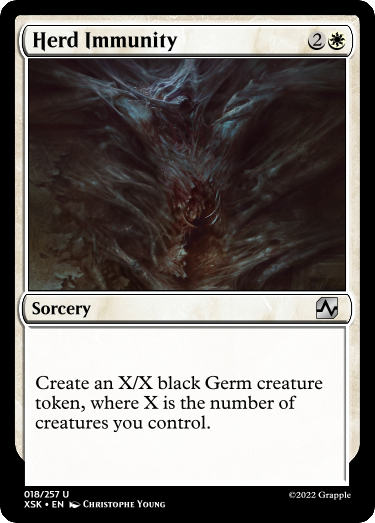 Herd Immunity 2
Sorcery
Create an X/X black Germ creature
token, where X is the number of
creatures you control.
018/257 U
XSK • EN Christophe Young
©2022 Grapple